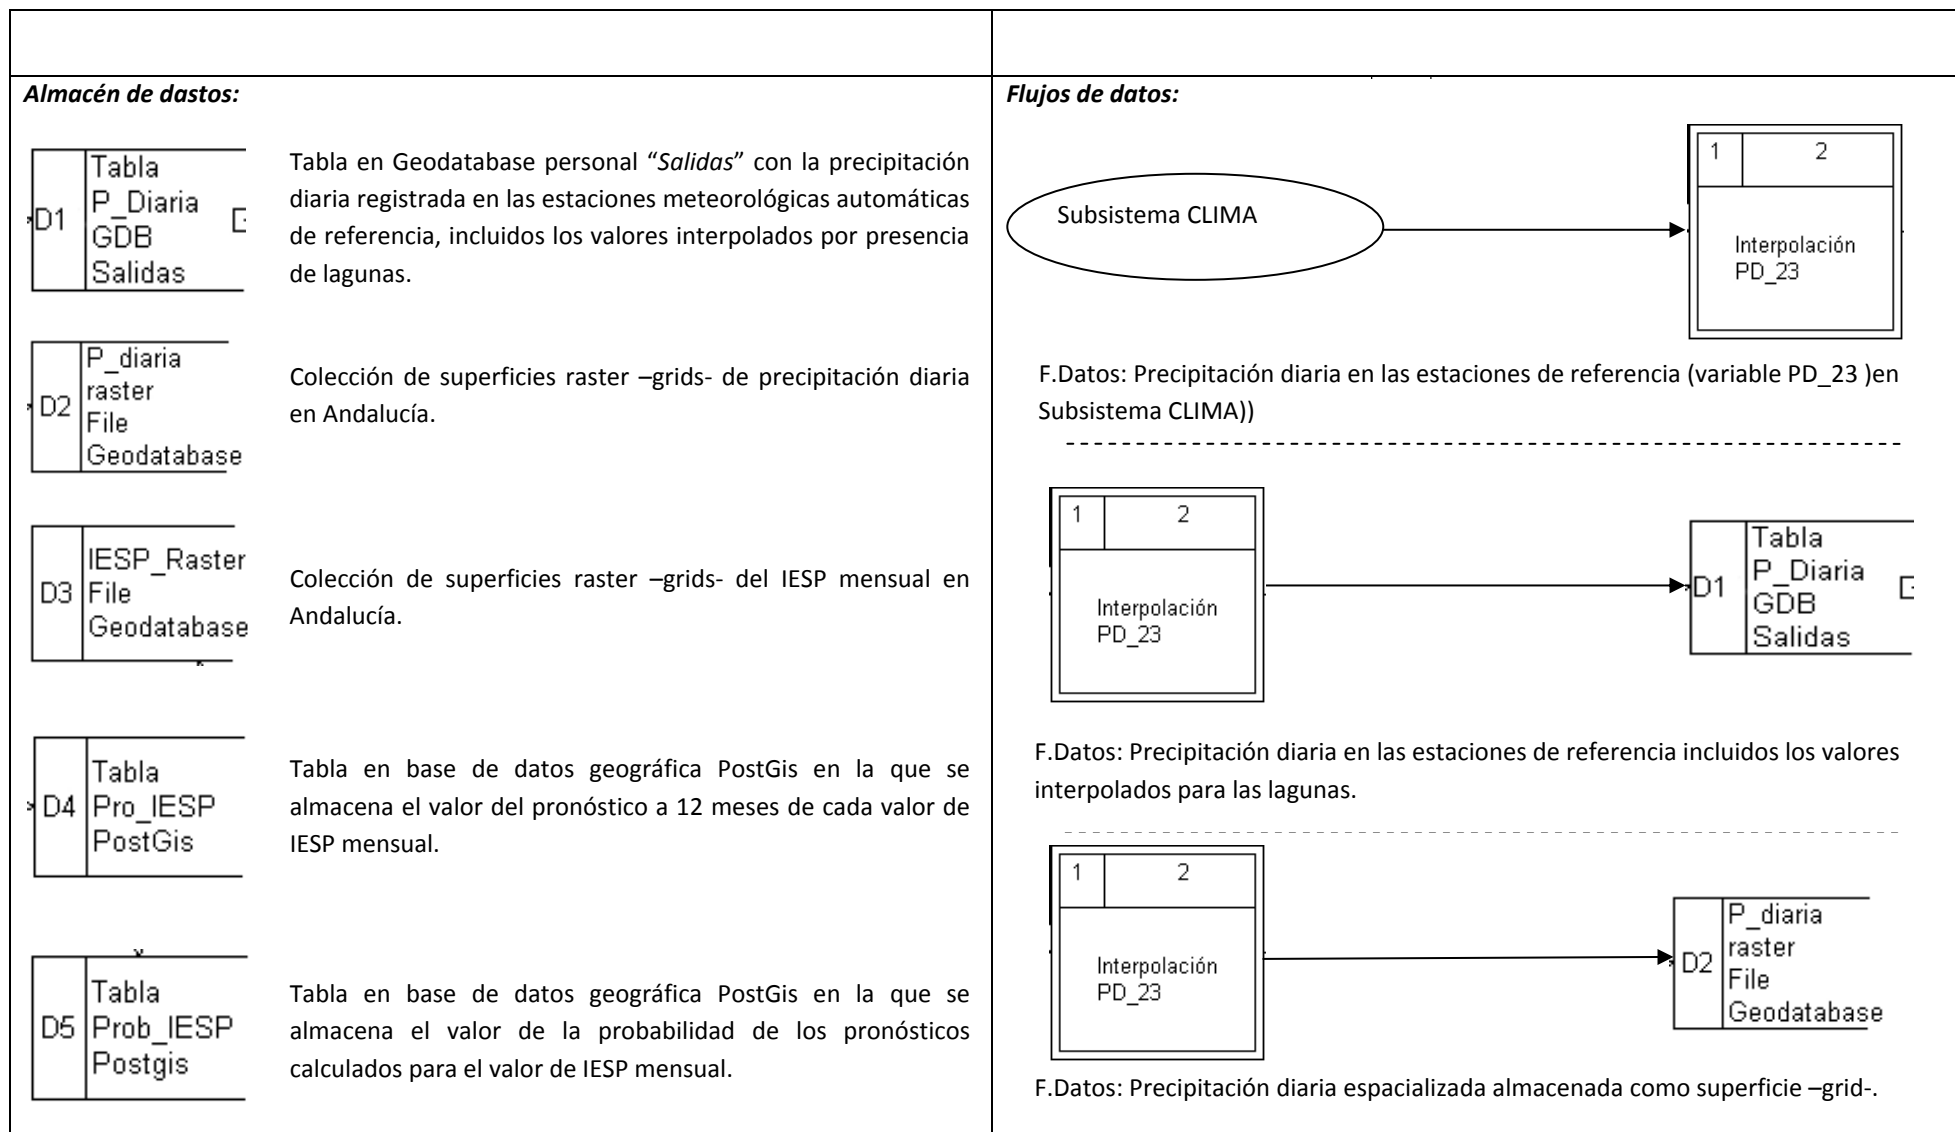 Almacén de dastos:
D1
Tabla
P_Diaria
GDB
Salidas
Tabla en Geodatabase personal “Salidas” con la precipitación
diaria registrada en las estaciones meteorológicas automáticas
de referencia, incluidos los valores interpolados por presencia
de lagunas.
D2
P_diaria
raster
File
Geodatabase
Colección de superficies raster –grids- de precipitación diaria
en Andalucía.
D3
IESP_Raster
File
Geodatabase
Colección de superficies raster –grids- del IESP mensual en
Andalucía.
D4
Tabla
Pro_IESP
PostGis
Tabla en base de datos geográfica PostGis en la que se
almacena el valor del pronóstico a 12 meses de cada valor de
IESP mensual.
D5
Tabla
Prob_IESP
Postgis
Tabla en base de datos geográfica PostGis en la que se
almacena el valor de la probabilidad de los pronósticos
calculados para el valor de IESP mensual.
Flujos de datos:
Subsistema CLIMA
1 2
Interpolación
PD_23
F.Datos: Precipitación diaria en las estaciones de referencia (variable PD_23 )en
Subsistema CLIMA))
1 2
Interpolación
PD_23
D1
Tabla
P_Diaria
GDB
Salidas
F.Datos: Precipitación diaria en las estaciones de referencia incluidos los valores
interpolados para las lagunas.
1 2
Interpolación
PD_23
D2
P_diaria
raster
File
Geodatabase
F.Datos: Precipitación diaria espacializada almacenada como superficie –grid-.